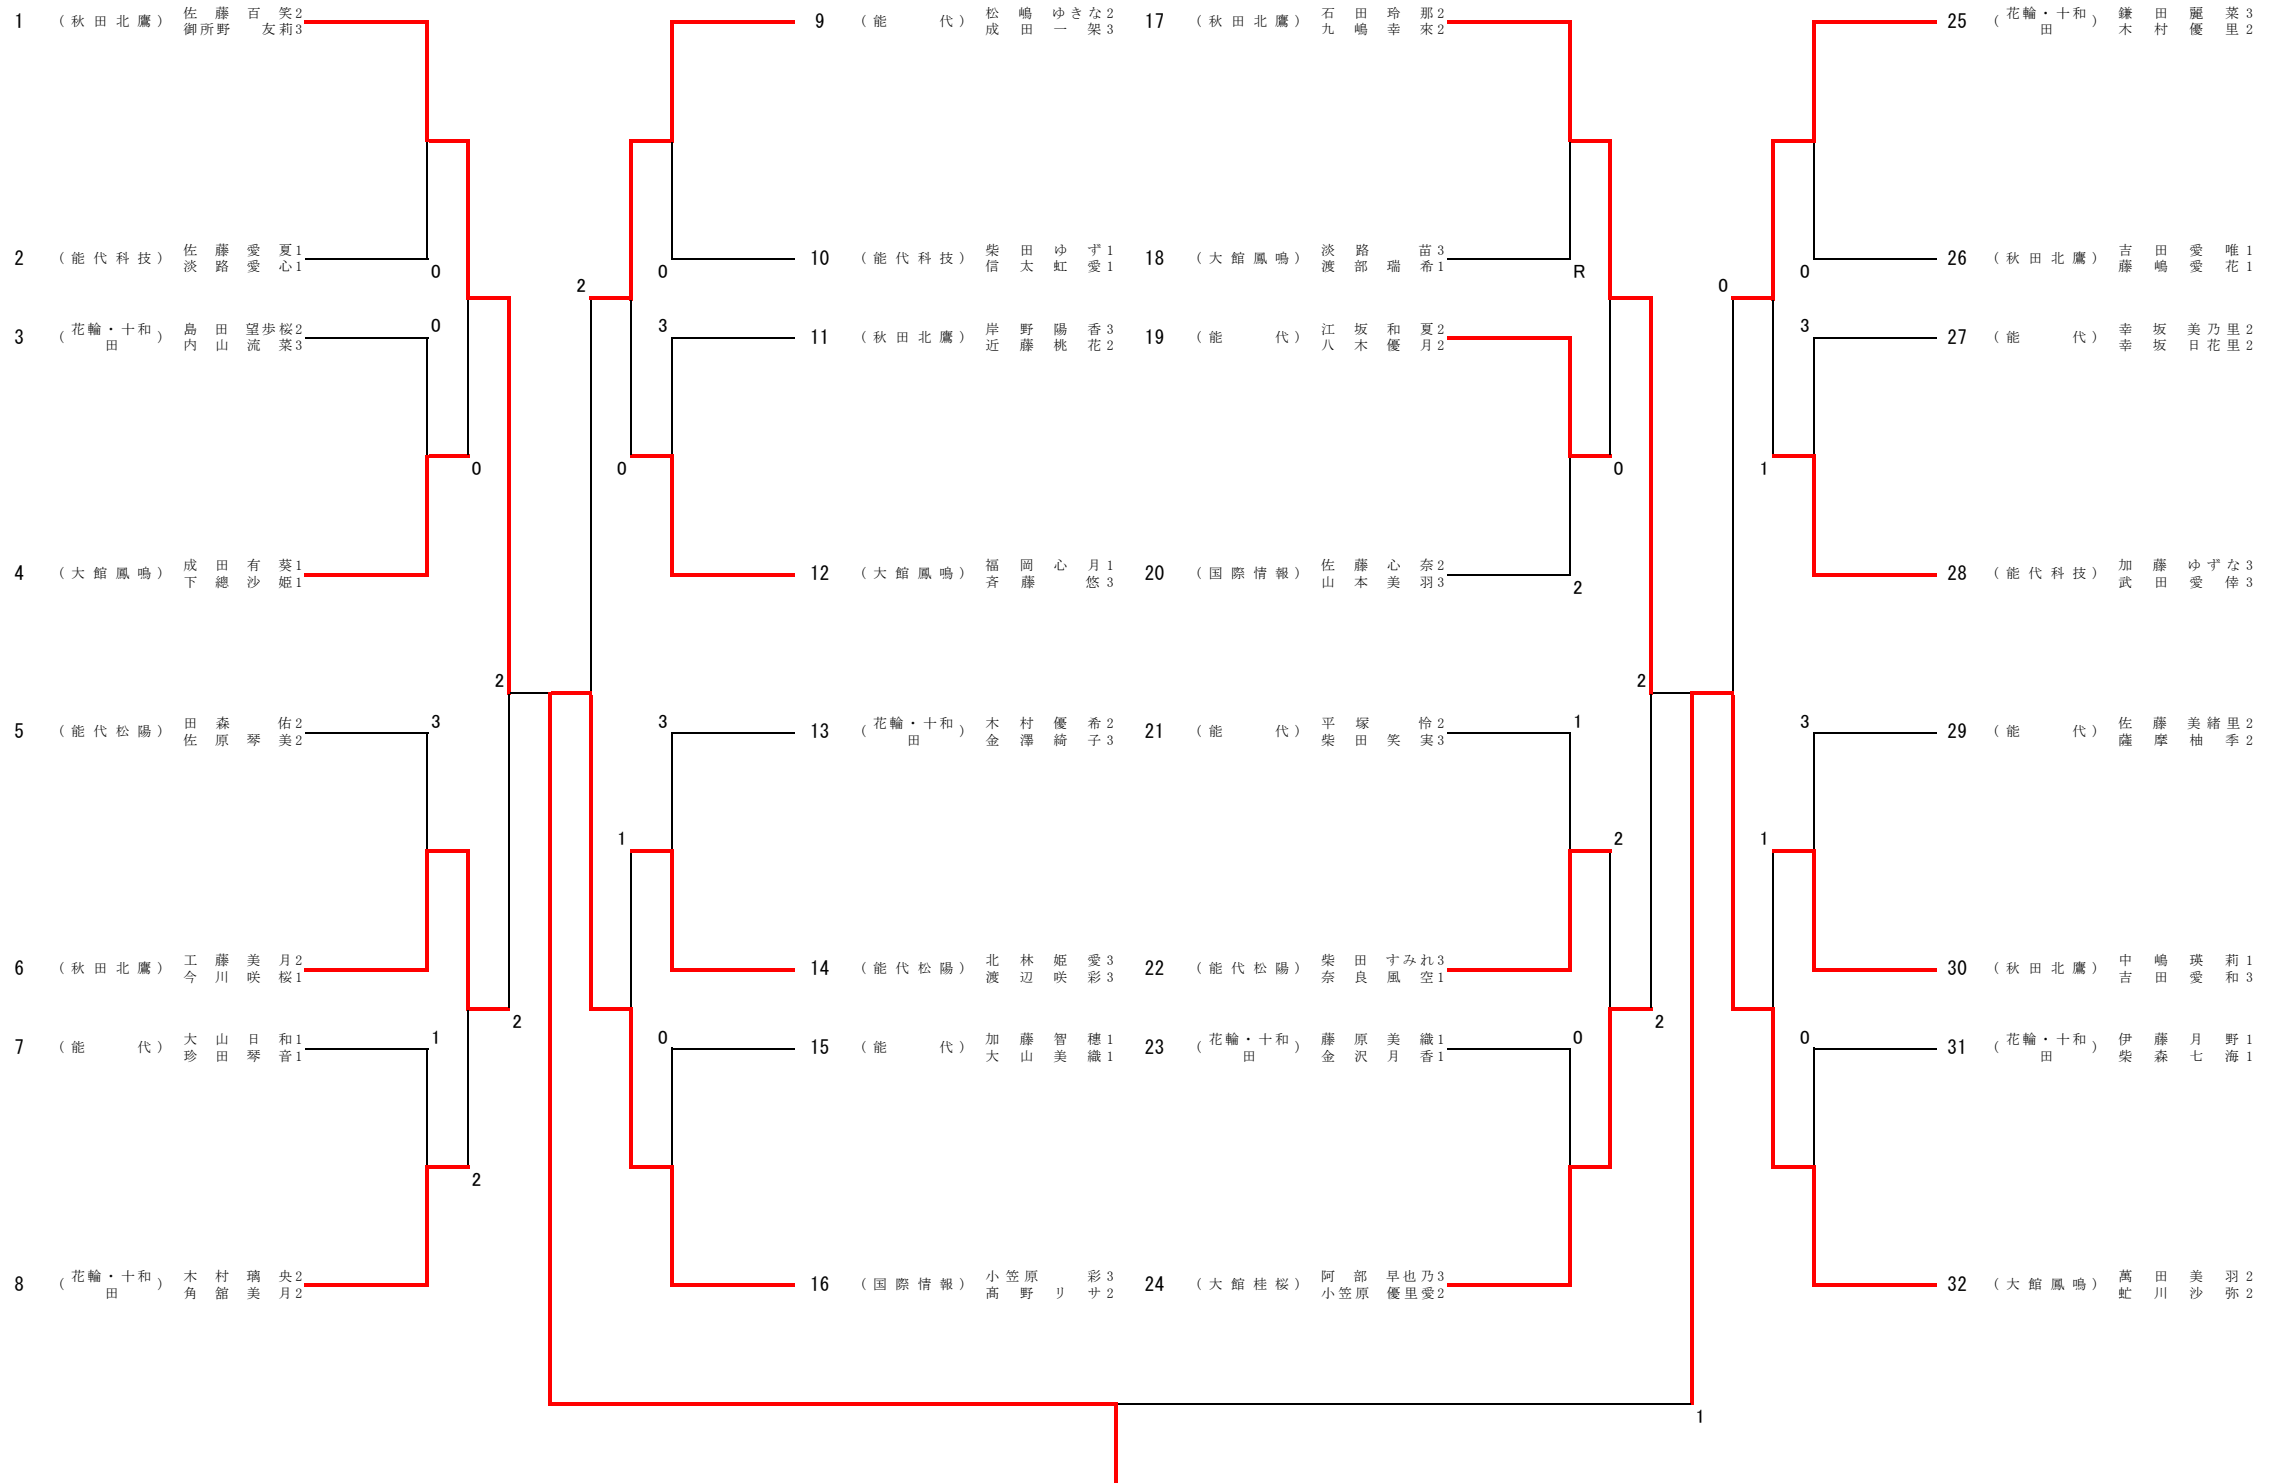 1 （秋田北鷹） 佐藤百笑2
御所野友莉3
2 （能代科技） 佐藤愛夏1
淡路愛心1
0
0
3 （花輪・十和田） 島田望歩桜2
内山流菜3
0
4 （大館鳳鳴） 成田有葵1
下總沙姫1
2
5 （能代松陽） 田森佑2
佐原琴美2
3
6 （秋田北鷹） 工藤美月2
今川咲桜1
2
7 （能代） 大山日和1
珍田琴音1
1
2
8 （花輪・十和田） 木村璃央2
角舘美月2
9 （能代） 松嶋ゆきな2
成田一架3
10 （能代科技） 柴田ゆず1
信太虹愛1
0
2
3
11 （秋田北鷹） 岸野陽香3
近藤桃花2
0
12 （大館鳳鳴） 福岡心月1
斉藤悠3
3
13 （花輪・十和田） 木村優希2
金澤綺子3
1
14 （能代松陽） 北林姫愛3
渡辺咲彩3
0
15 （能代） 加藤智穂1
大山美織1
16 （国際情報） 小笠原彩3
髙野リサ2
17 （秋田北鷹） 石田玲那2
九嶋幸來2
18 （大館鳳鳴） 淡路苗3
渡部瑞希1
R
19 （能代） 江坂和夏2
八木優月2
0
20 （国際情報） 佐藤心奈2
山本美羽3
2
2
21 （能代） 平塚怜2
柴田笑実3
1
2
22 （能代松陽） 柴田すみれ3
奈良風空1
2
23 （花輪・十和田） 藤原美織1
金沢月香1
0
24 （大館桂桜） 阿部早也乃3
小笠原優里愛2
25 （花輪・十和田） 鎌田麗菜3
木村優里2
26 （秋田北鷹） 吉田愛唯1
藤嶋愛花1
0
0
3
27 （能代） 幸坂美乃里2
幸坂日花里2
1
28 （能代科技） 加藤ゆずな3
武田愛倖3
3
29 （能代） 佐藤美緒里2
薩摩柚季2
1
30 （秋田北鷹） 中嶋瑛莉1
吉田愛和3
0
31 （花輪・十和田） 伊藤月野1
柴森七海1
32 （大館鳳鳴） 萬田美羽2
虻川沙弥2
1